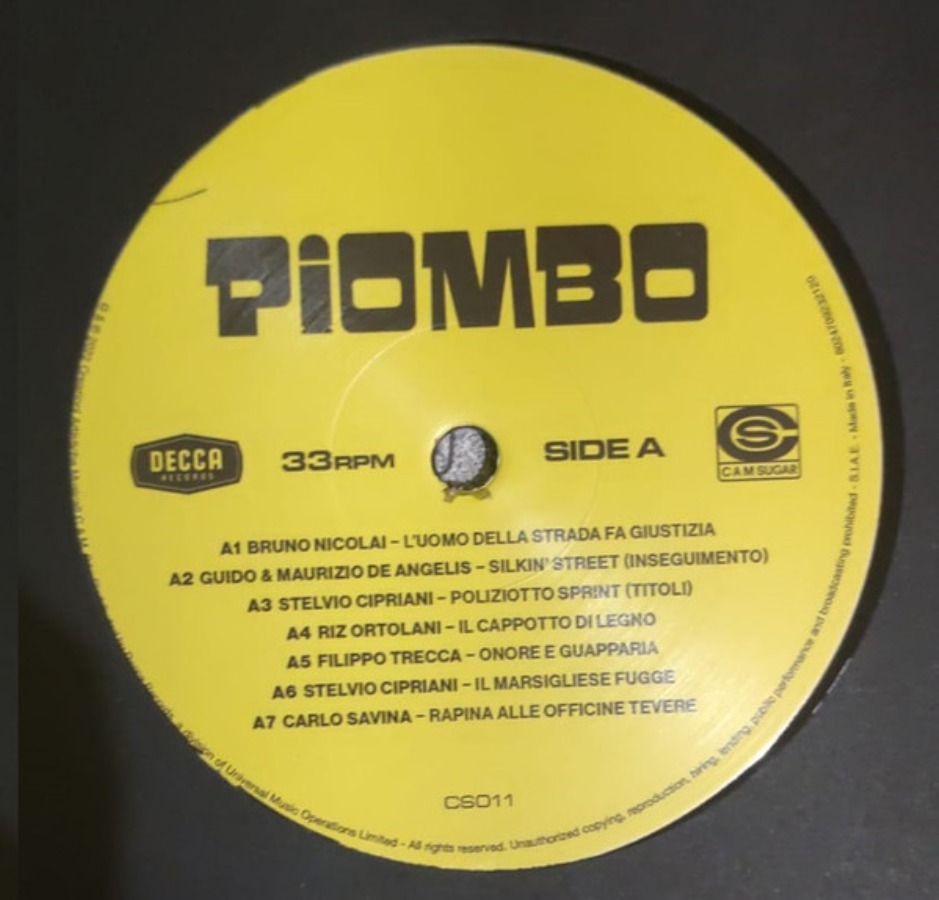 PiOMBO
DECCA
RECORDS
33RPM
SIDE A
CS
CAM SUGAR
A1 BRUNO NICOLAI – L'UOMO DELLA STRADA FA GIUSTIZIA
A2 GUIDO & MAURIZIO DE ANGELIS – SILKIN' STREET (INSEGUIMENTO)
A3 STELVIO CIPRIANI – POLIZIOTTO SPRINT (TITOLI)
A4 RIZ ORTOLANI – IL CAPPOTTO DI LEGNO
A5 FILIPPO TRECCA – ONORE E GUAPPARIA
A6 STELVIO CIPRIANI – IL MARSIGLIESE FUGGE
A7 CARLO SAVINA – RAPINA ALLE OFFICINE TEVERE
CS011
Records, a division of Universal Music Operations Limited - All rights reserved. Unauthorized copying, reproduction, hiring, lending, public performance and broadcasting prohibited - S.I.A.E. - Made in Italy - 8024709232120